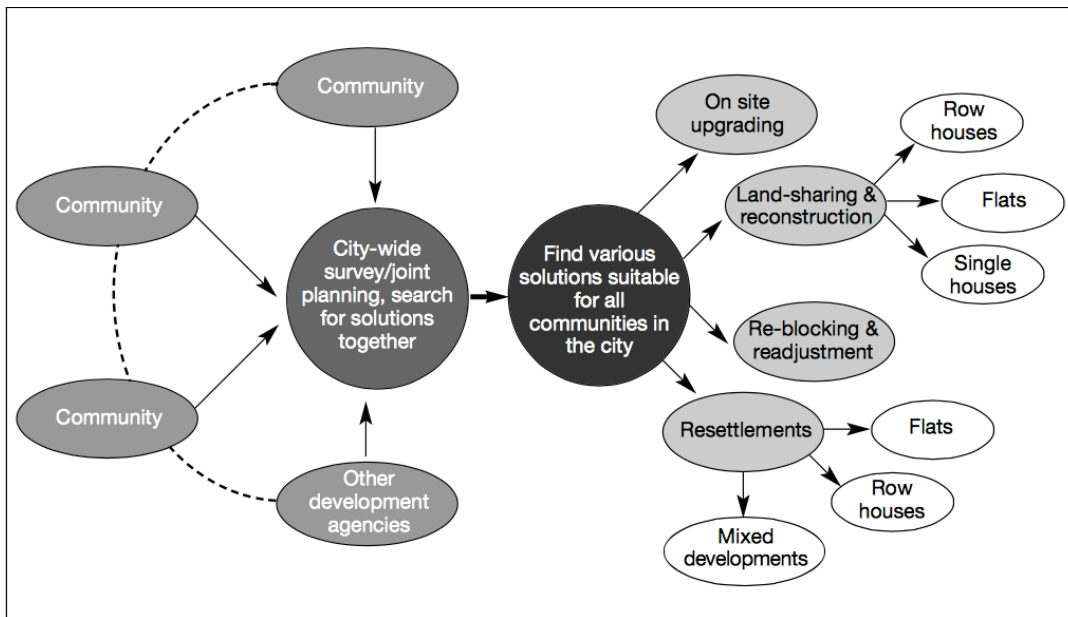 Community
Community
Community
Other
development
agencies
City-wide
survey/joint
planning, search
for solutions
together
Find various
solutions suitable
for all
communities in
the city
On site
upgrading
Land-sharing &
reconstruction
Row
houses
Flats
Single
houses
Re-blocking &
readjustment
Resettlements
Flats
Row
houses
Mixed
developments